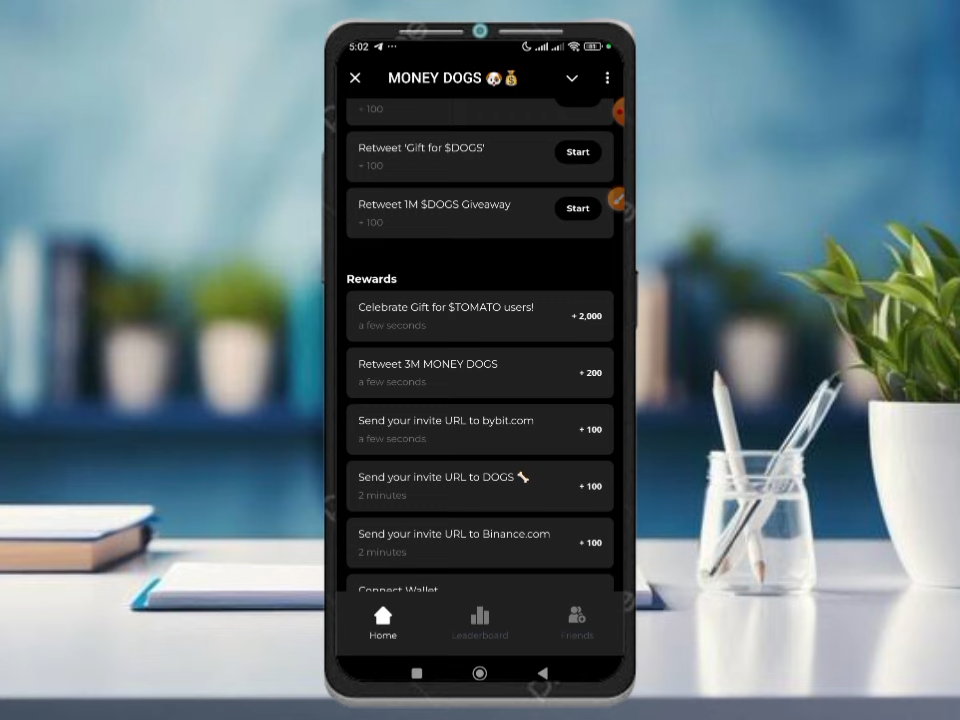 5:02
MONEY DOGS 🐶💰
+ 100
Retweet 'Gift for $DOGS'
+ 100
Start
Retweet 1M $DOGS Giveaway
+ 100
Start
Rewards
Celebrate Gift for $TOMATO users!
a few seconds
+ 2,000
Retweet 3M MONEY DOGS
a few seconds
+ 200
Send your invite URL to bybit.com
a few seconds
+ 100
Send your invite URL to DOGS 🦴
2 minutes
+ 100
Send your invite URL to Binance.com
2 minutes
+ 100
Connect Wallet
Home
Leaderboard
Friends